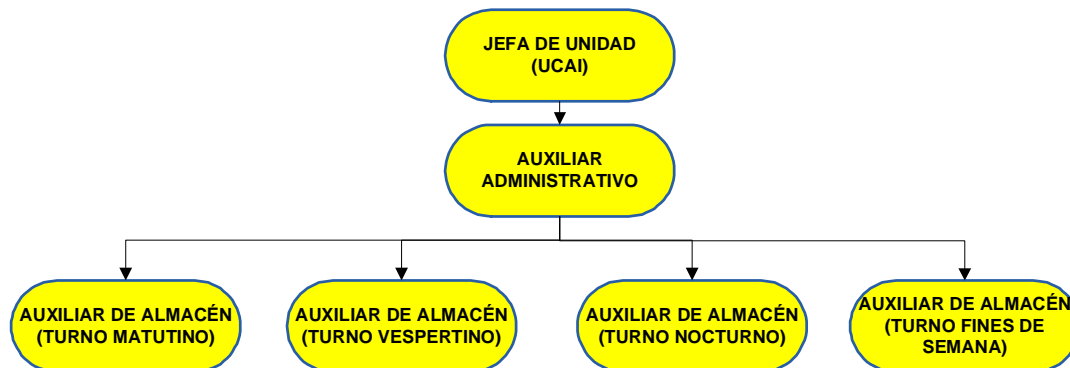 JEFA DE UNIDAD
(UCAI)
AUXILIAR
ADMINISTRATIVO
AUXILIAR DE ALMACÉN
(TURNO MATUTINO)
AUXILIAR DE ALMACÉN
(TURNO VESPERTINO)
AUXILIAR DE ALMACÉN
(TURNO NOCTURNO)
AUXILIAR DE ALMACÉN
(TURNO FINES DE
SEMANA)